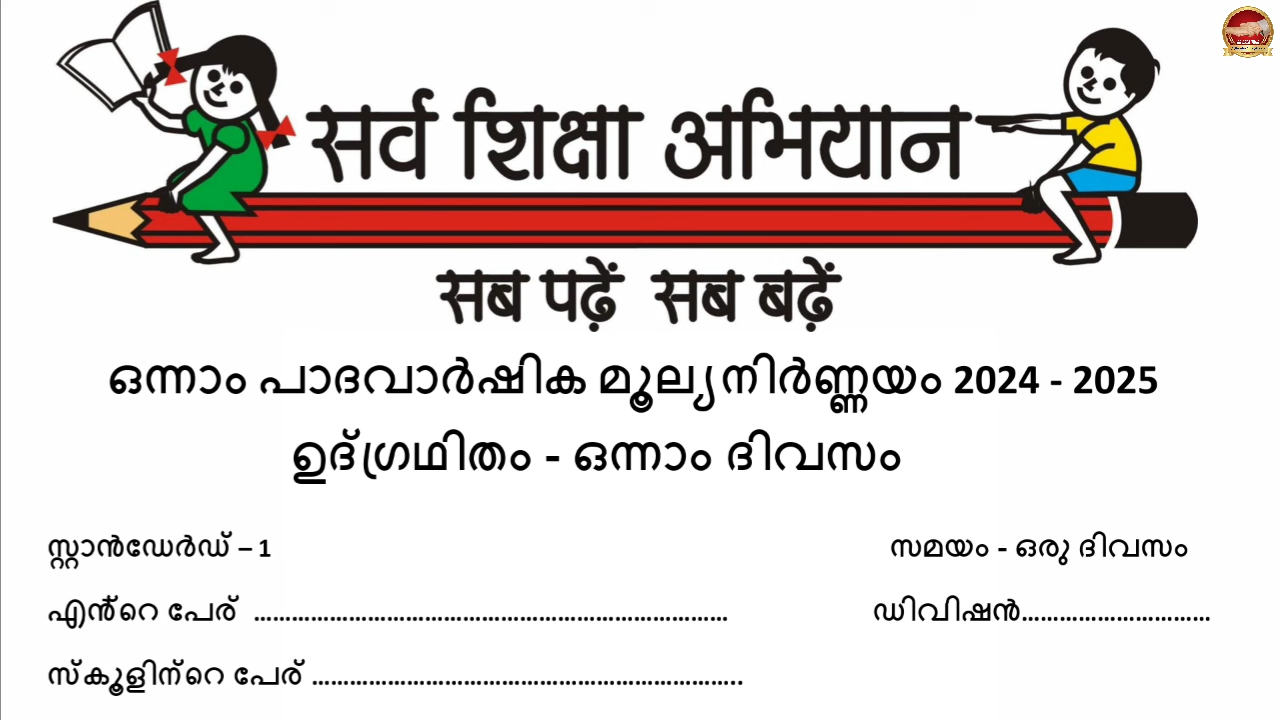 सर्व शिक्षा अभियान
सब पढ़ें सब बढ़ें
ഒന്നാം പാദവാർഷിക മൂല്യനിർണ്ണയം 2024 - 2025
ഉദ്ഗ്രഥിതം - ഒന്നാം ദിവസം
സ്റ്റാൻഡേർഡ് – 1 സമയം - ഒരു ദിവസം
എൻ്റെ പേര് ………………………………………………………………… ഡിവിഷൻ…………………………
സ്കൂളിന്റെ പേര് …………………………………………………………..